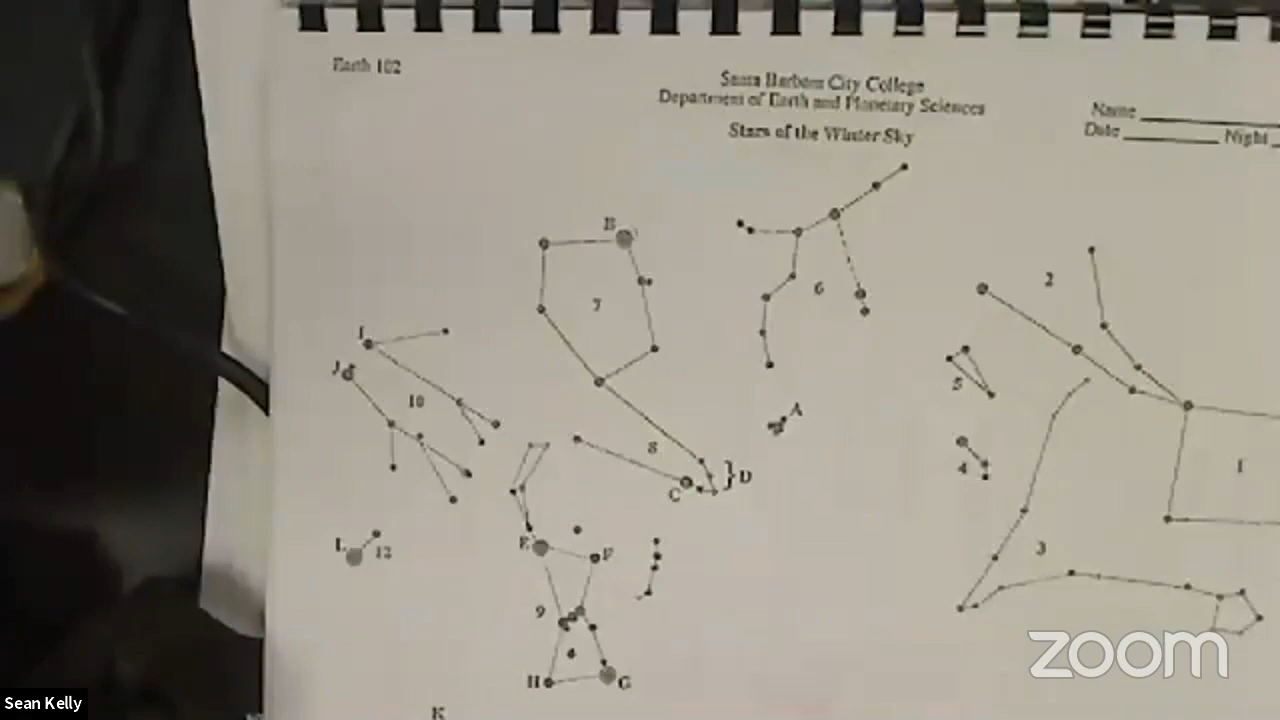 Earth 102
Santa Barbara City College
Department of Earth and Planetary Sciences
Stars of the Winter Sky
Name
Date Night
B
7
6
2
I
J
10
5
A
8
D
C
4
1
L
12
E
F
3
9
4
H
G
K
zoom
Sean Kelly